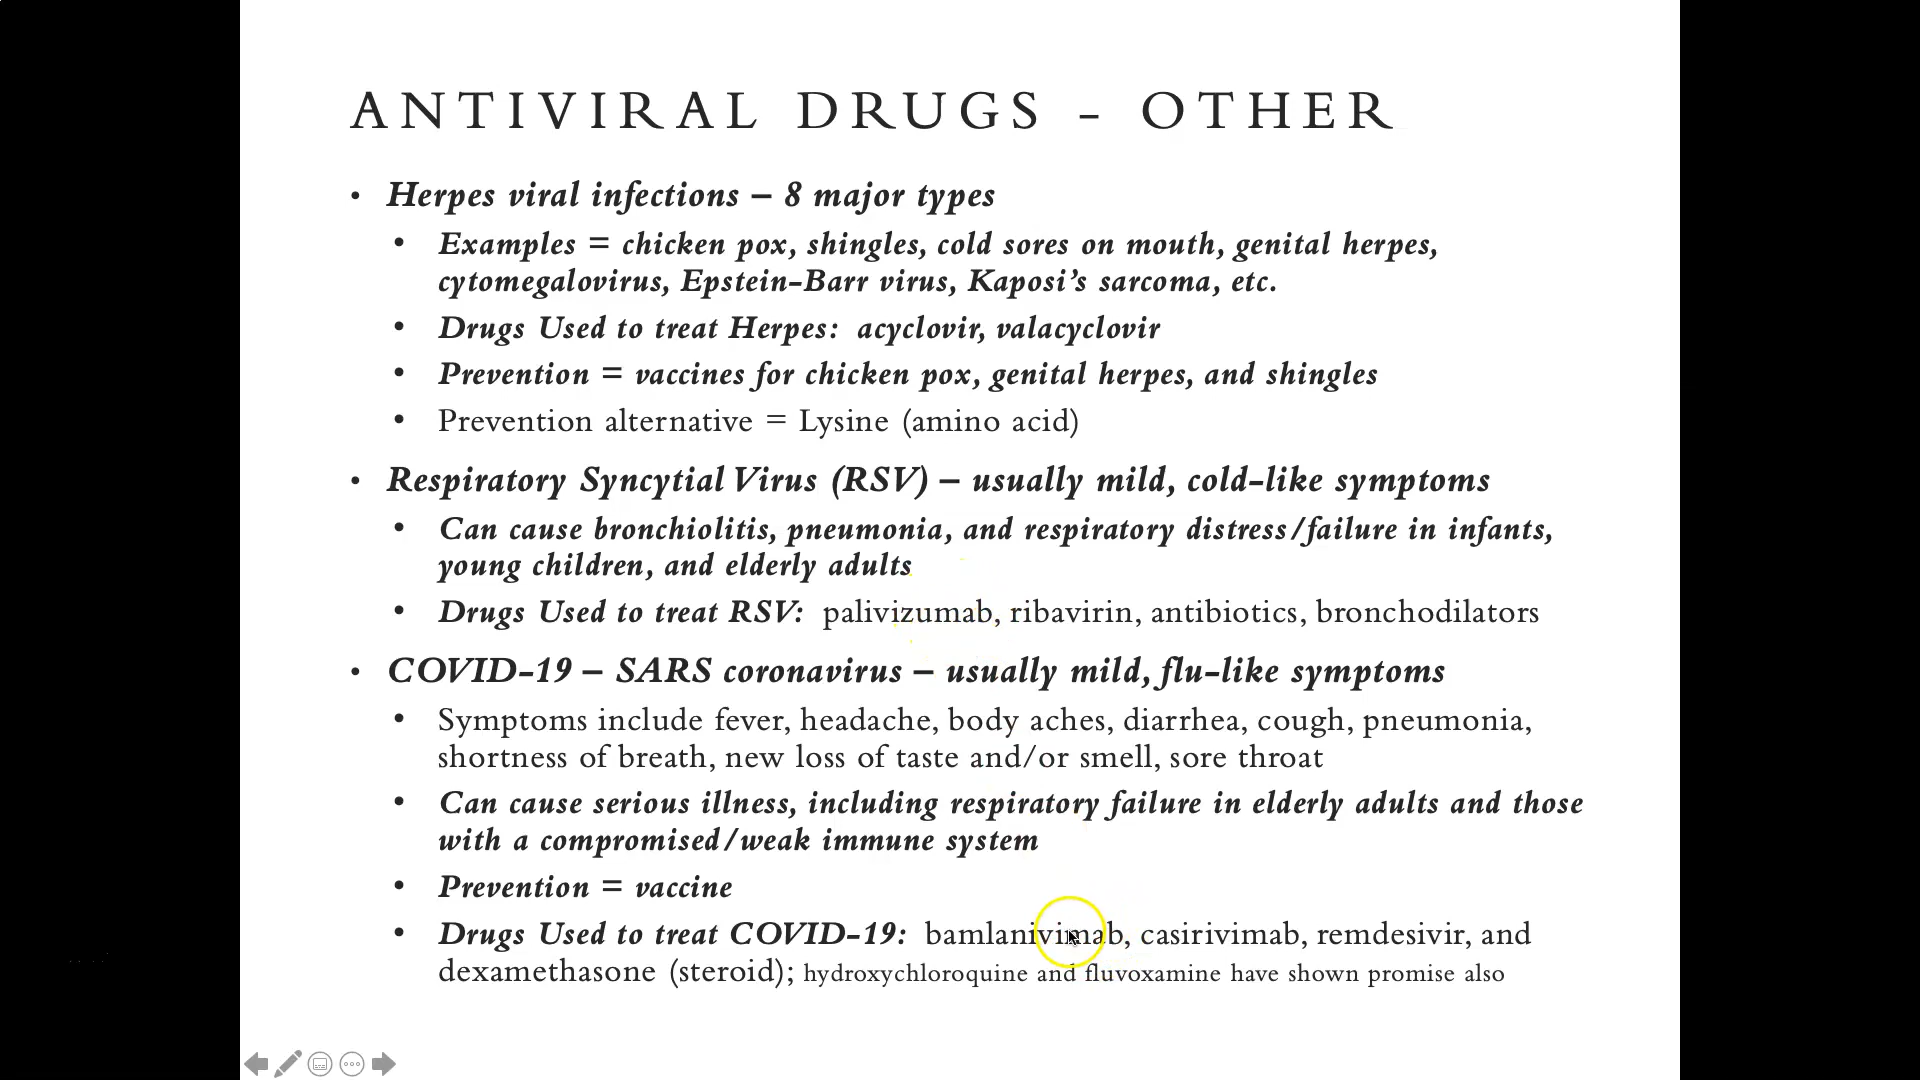 ANTIVIRAL DRUGS - OTHER
• Herpes viral infections – 8 major types
• Examples = chicken pox, shingles, cold sores on mouth, genital herpes,
cytomegalovirus, Epstein-Barr virus, Kaposi’s sarcoma, etc.
• Drugs Used to treat Herpes: acyclovir, valacyclovir
• Prevention = vaccines for chicken pox, genital herpes, and shingles
• Prevention alternative = Lysine (amino acid)
• Respiratory Syncytial Virus (RSV) – usually mild, cold-like symptoms
• Can cause bronchiolitis, pneumonia, and respiratory distress/failure in infants,
young children, and elderly adults
• Drugs Used to treat RSV: palivizumab, ribavirin, antibiotics, bronchodilators
• COVID-19 – SARS coronavirus – usually mild, flu-like symptoms
• Symptoms include fever, headache, body aches, diarrhea, cough, pneumonia,
shortness of breath, new loss of taste and/or smell, sore throat
• Can cause serious illness, including respiratory failure in elderly adults and those
with a compromised/weak immune system
• Prevention = vaccine
• Drugs Used to treat COVID-19: bamlanivimab, casirivimab, remdesivir, and
dexamethasone (steroid); hydroxychloroquine and fluvoxamine have shown promise also